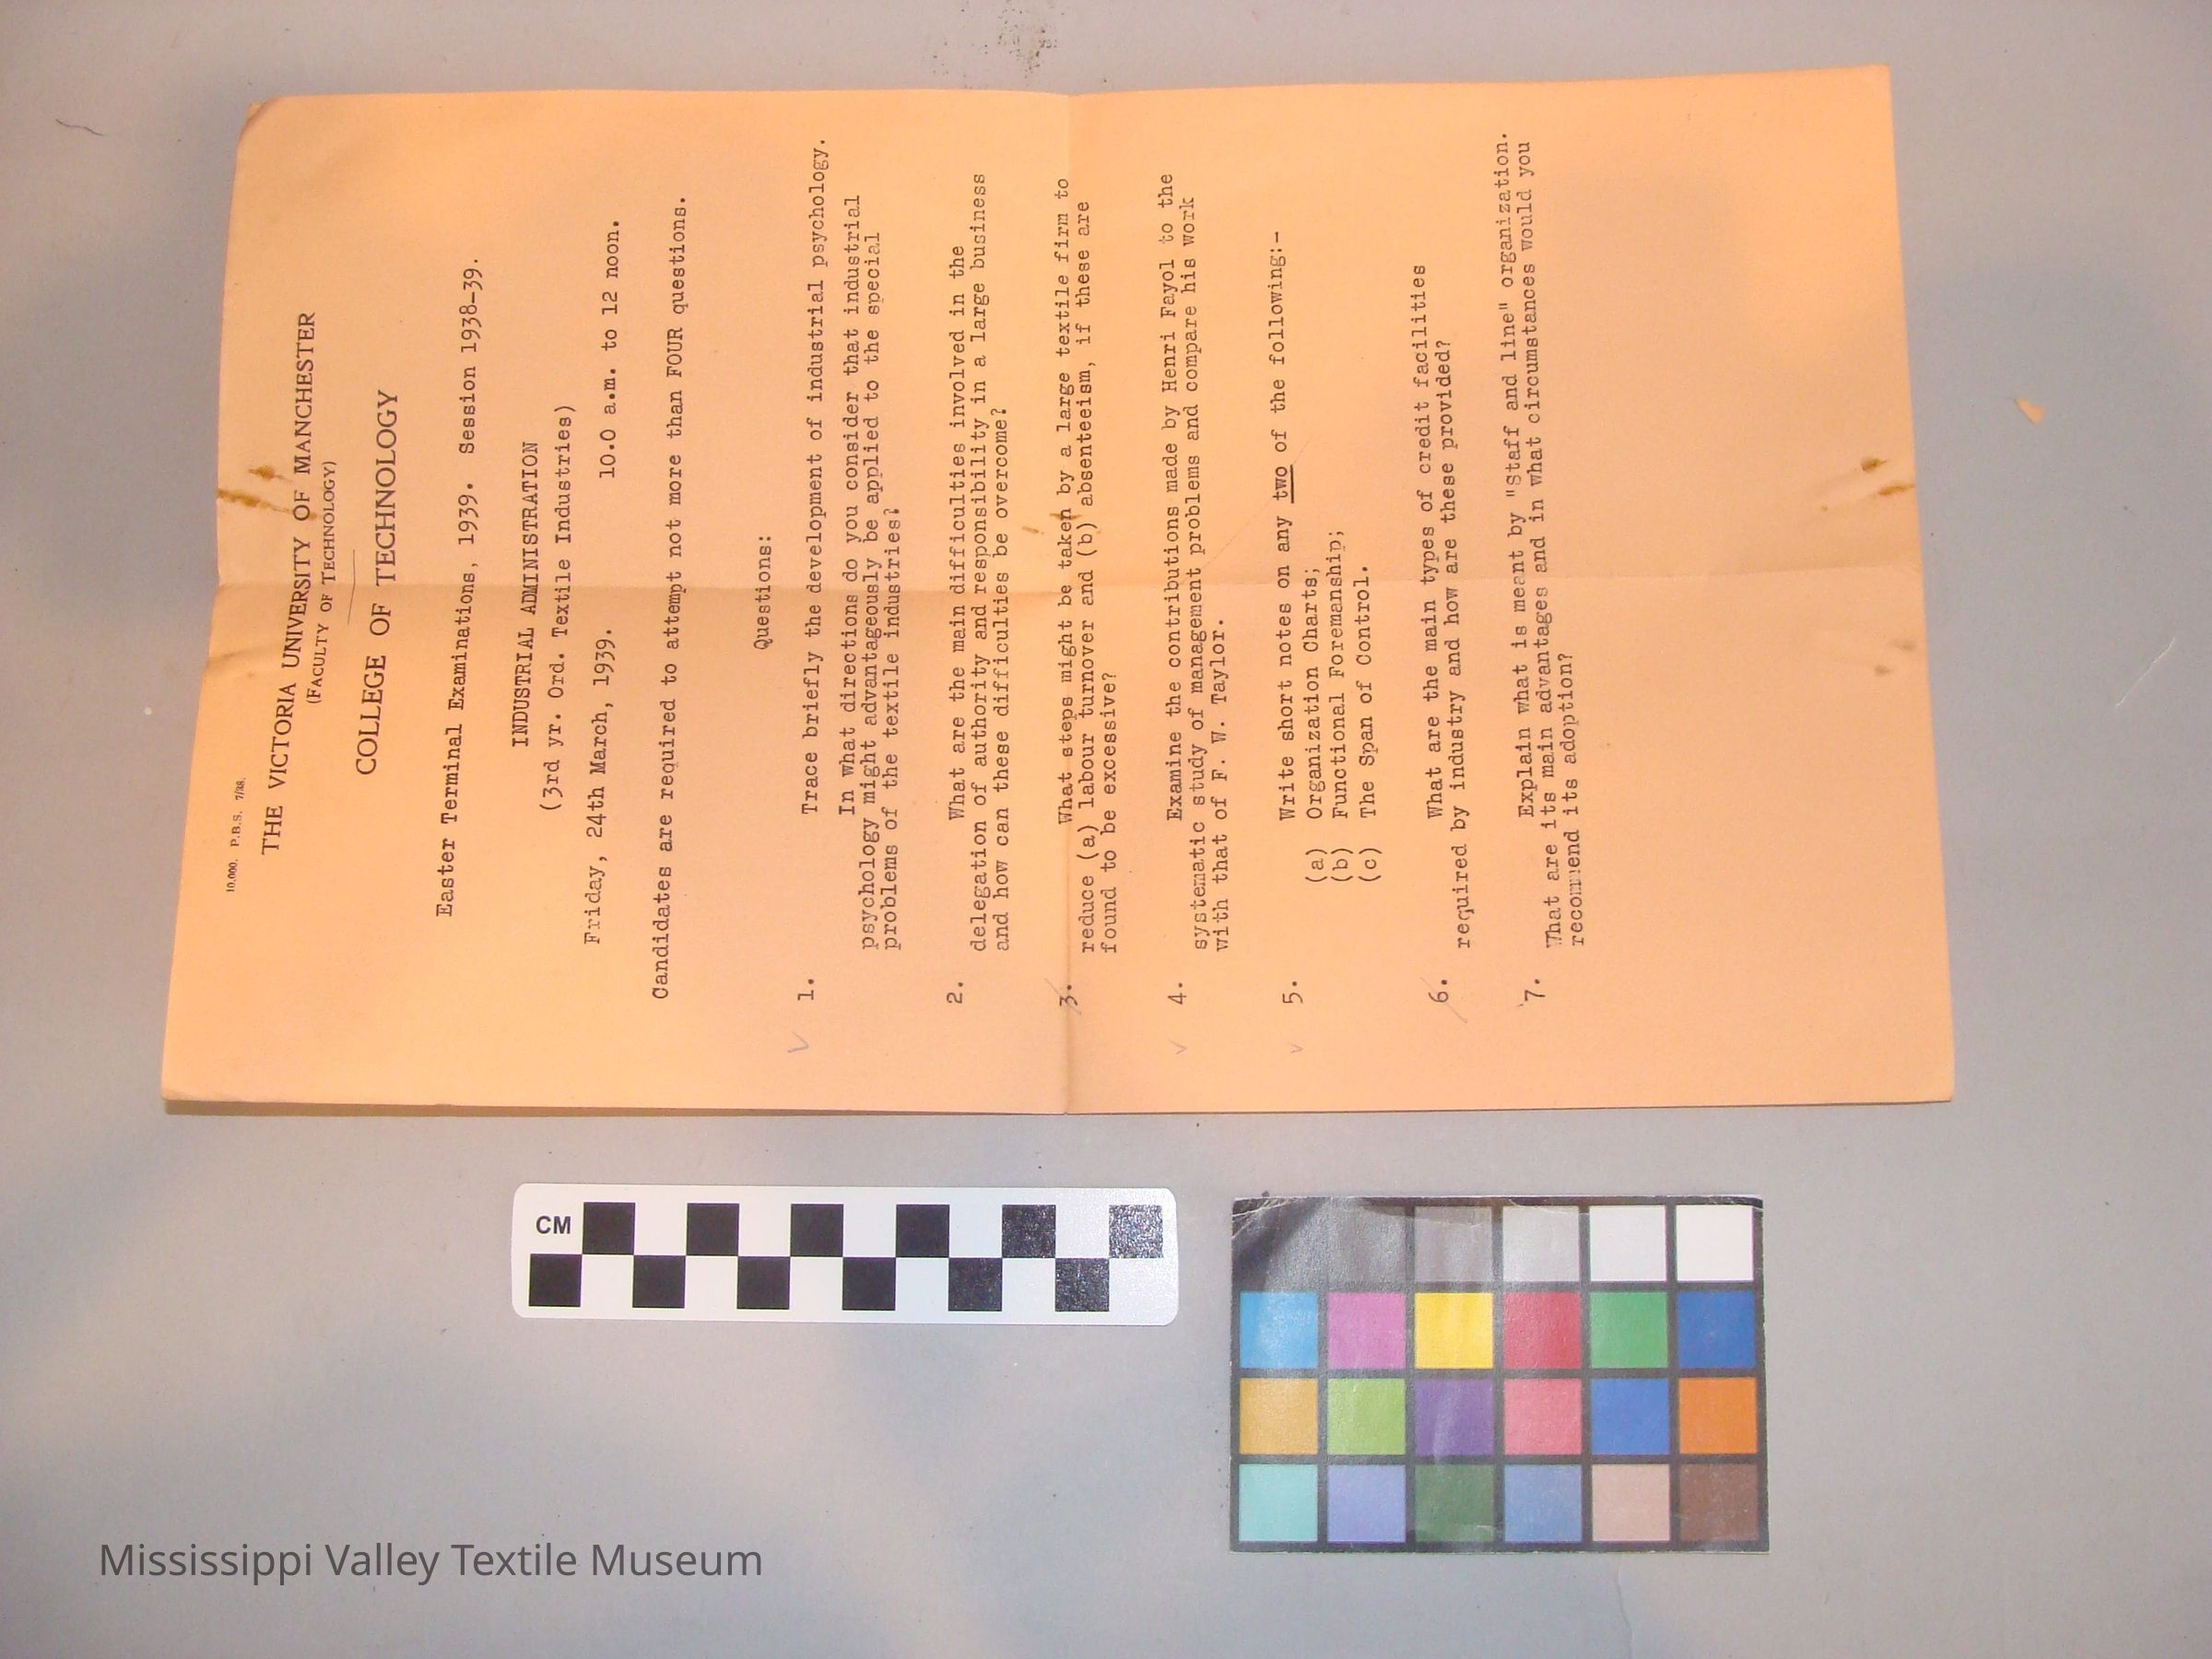 10,000. P.B.S. 7/38.
THE VICTORIA UNIVERSITY OF MANCHESTER
(FACULTY OF TECHNOLOGY)
COLLEGE OF TECHNOLOGY
Easter Terminal Examinations, 1939. Session 1938-39.
INDUSTRIAL ADMINISTRATION
(3rd yr. Ord. Textile Industries)
Friday, 24th March, 1939. 10.0 a.m. to 12 noon.
Candidates are required to attempt not more than FOUR questions.
Questions:
1. Trace briefly the development of industrial psychology.
In what directions do you consider that industrial
psychology might advantageously be applied to the special
problems of the textile industries?
2. What are the main difficulties involved in the
delegation of authority and responsibility in a large business
and how can these difficulties be overcome?
3. What steps might be taken by a large textile firm to
reduce (a) labour turnover and (b) absenteeism, if these are
found to be excessive?
4. Examine the contributions made by Henri Fayol to the
systematic study of management problems and compare his work
with that of F. W. Taylor.
5. Write short notes on any two of the following:-
(a) Organization Charts;
(b) Functional Foremanship;
(c) The Span of Control.
6. What are the main types of credit facilities
required by industry and how are these provided?
7. Explain what is meant by "Staff and line" organization.
What are its main advantages and in what circumstances would you
recommend its adoption?
CM
Mississippi Valley Textile Museum